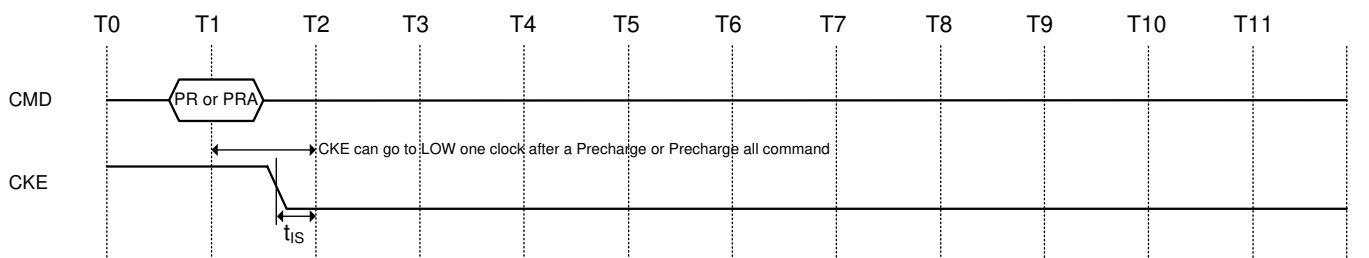 T0 T1 T2 T3 T4 T5 T6 T7 T8 T9 T10 T11
CMD PR or PRA
CKE can go to LOW one clock after a Precharge or Precharge all command
CKE
tIS